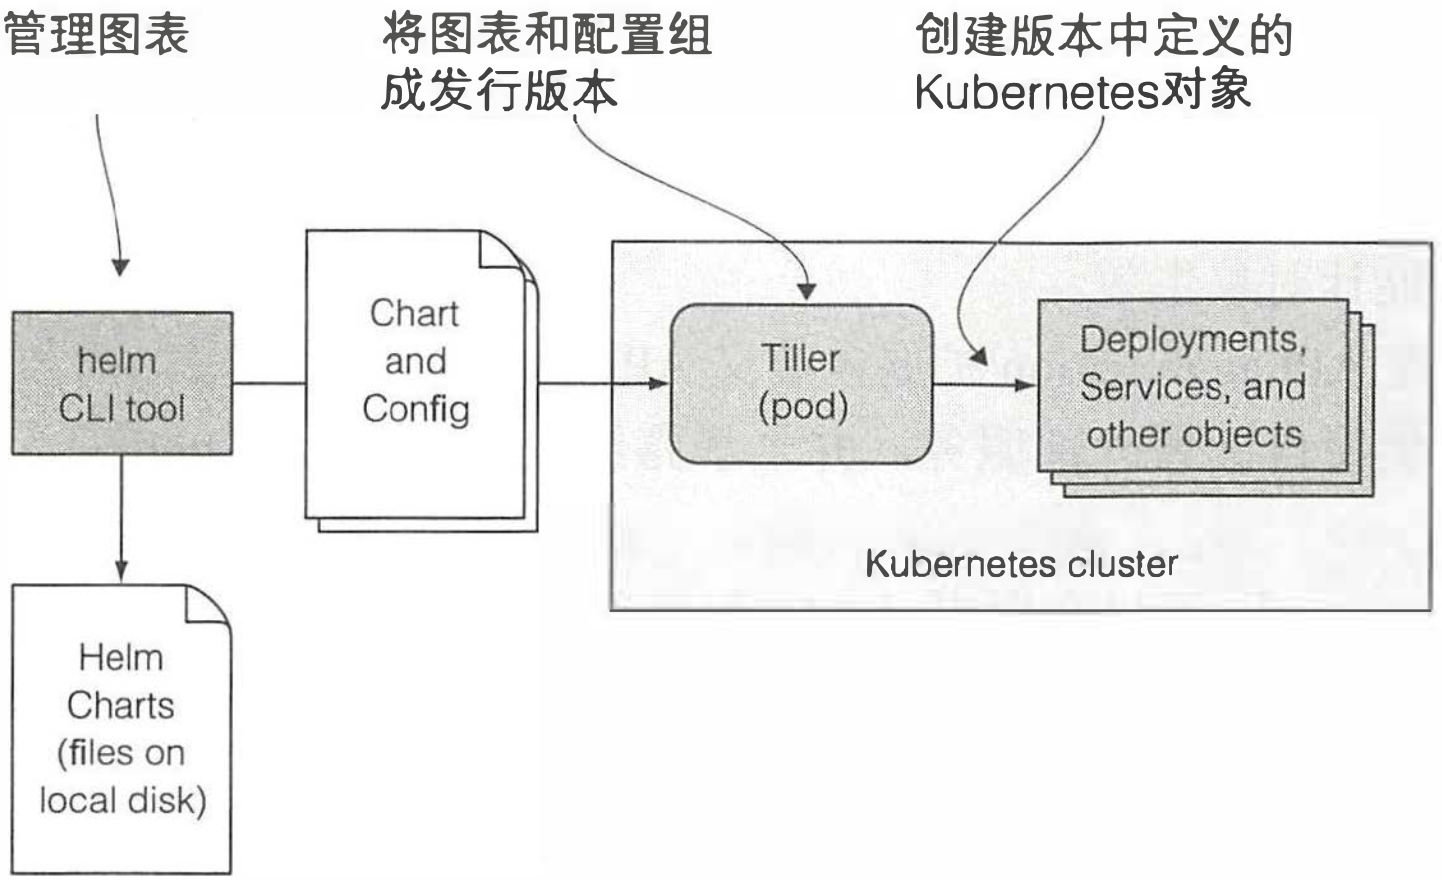 管理图表
将图表和配置组
成发行版本
创建版本中定义的
Kubernetes对象
helm
CLI tool
Chart
and
Config
Tiller
(pod)
Deployments,
Services, and
other objects
Kubernetes cluster
Helm
Charts
(files on
local disk)